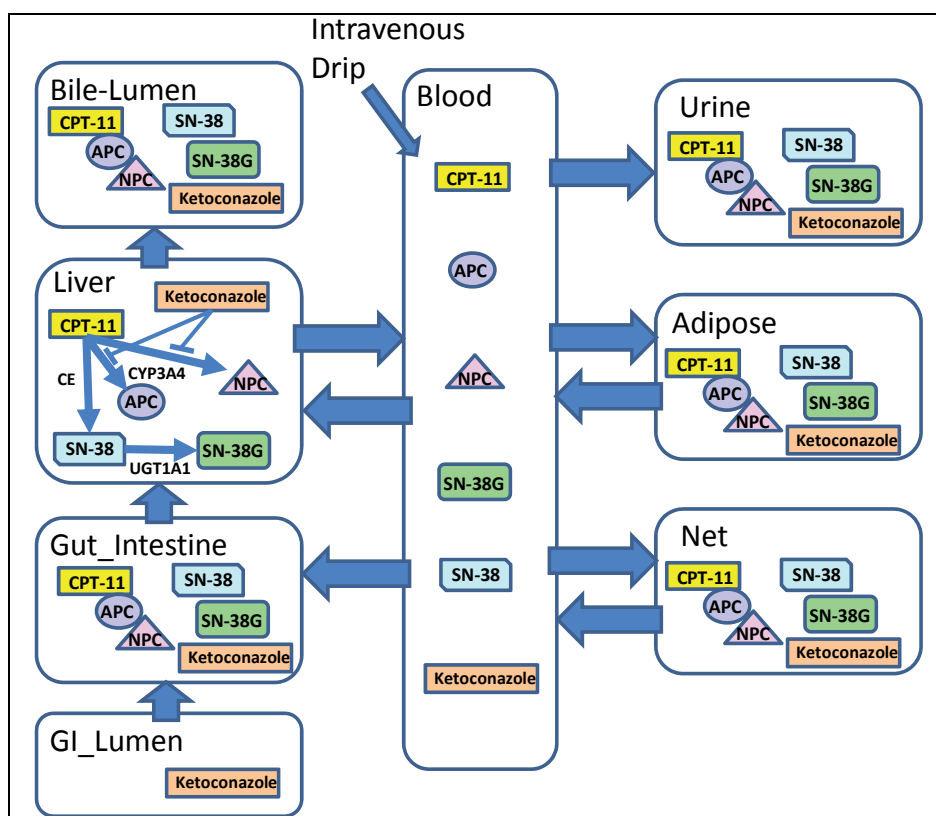 Intravenous
Drip
Bile-Lumen
CPT-11
SN-38
APC
SN-38G
NPC
Ketoconazole
Liver
Ketoconazole
CPT-11
CE
CYP3A4
NPC
APC
SN-38
SN-38G
UGT1A1
Gut_Intestine
CPT-11
SN-38
APC
SN-38G
NPC
Ketoconazole
GI_Lumen
Ketoconazole
Blood
CPT-11
APC
NPC
SN-38G
SN-38
Ketoconazole
Urine
CPT-11
SN-38
APC
SN-38G
NPC
Ketoconazole
Adipose
CPT-11
SN-38
APC
SN-38G
NPC
Ketoconazole
Net
CPT-11
SN-38
APC
SN-38G
NPC
Ketoconazole